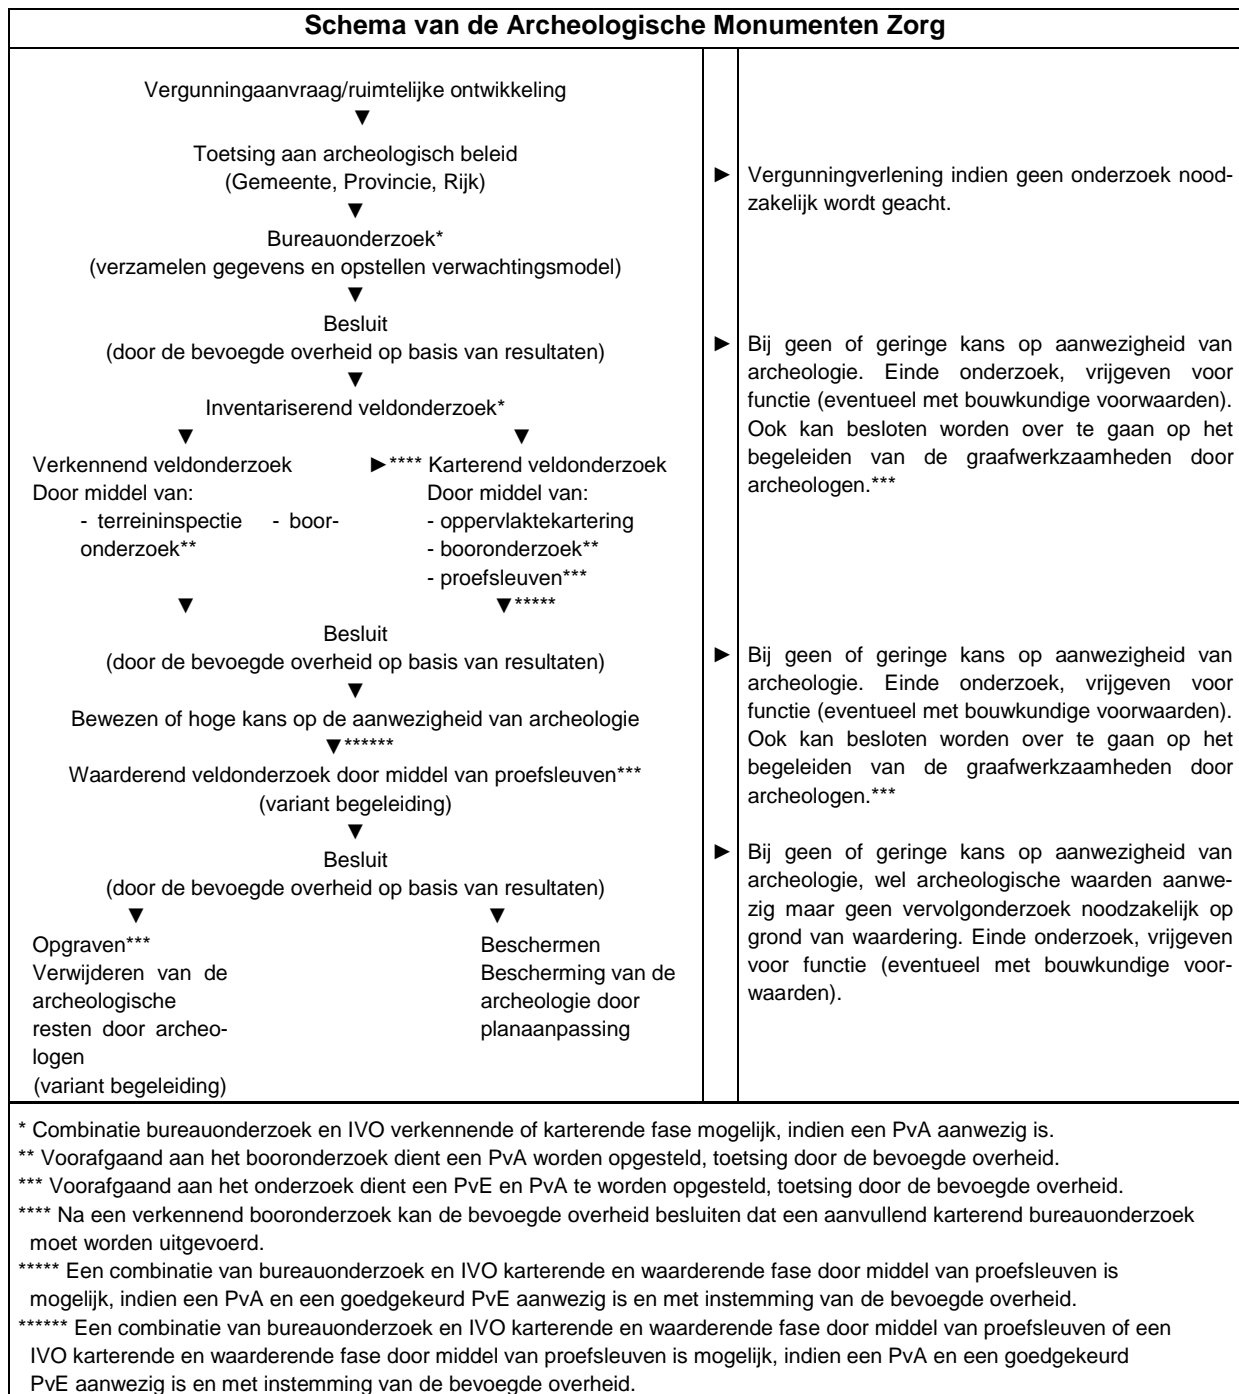 Schema van de Archeologische Monumenten Zorg
Vergunningaanvraag/ruimtelijke ontwikkeling
▼
Toetsing aan archeologisch beleid
(Gemeente, Provincie, Rijk)
▼
Bureauonderzoek*
(verzamelen gegevens en opstellen verwachtingsmodel)
▼
Besluit
(door de bevoegde overheid op basis van resultaten)
▼
Inventariserend veldonderzoek*
▼ ▼
Verkennend veldonderzoek ►**** Karterend veldonderzoek
Door middel van: Door middel van:
- terreininspectie - boor- - oppervlaktekartering
onderzoek** - booronderzoek**
- proefsleuven***
▼ ▼*****
Besluit
(door de bevoegde overheid op basis van resultaten)
▼
Bewezen of hoge kans op de aanwezigheid van archeologie
▼******
Waarderend veldonderzoek door middel van proefsleuven***
(variant begeleiding)
▼
Besluit
(door de bevoegde overheid op basis van resultaten)
▼ ▼
Opgraven*** Beschermen
Verwijderen van de Bescherming van de
archeologische archeologie door
resten door archeo- planaanpassing
logen
(variant begeleiding)
► Vergunningverlening indien geen onderzoek nood-
zakelijk wordt geacht.
► Bij geen of geringe kans op aanwezigheid van
archeologie. Einde onderzoek, vrijgeven voor
functie (eventueel met bouwkundige voorwaarden).
Ook kan besloten worden over te gaan op het
begeleiden van de graafwerkzaamheden door
archeologen.***
► Bij geen of geringe kans op aanwezigheid van
archeologie. Einde onderzoek, vrijgeven voor
functie (eventueel met bouwkundige voorwaarden).
Ook kan besloten worden over te gaan op het
begeleiden van de graafwerkzaamheden door
archeologen.***
► Bij geen of geringe kans op aanwezigheid van
archeologie, wel archeologische waarden aanwe-
zig maar geen vervolgonderzoek noodzakelijk op
grond van waardering. Einde onderzoek, vrijgeven
voor functie (eventueel met bouwkundige voor-
waarden).
* Combinatie bureauonderzoek en IVO verkennende of karterende fase mogelijk, indien een PvA aanwezig is.
** Voorafgaand aan het booronderzoek dient een PvA worden opgesteld, toetsing door de bevoegde overheid.
*** Voorafgaand aan het onderzoek dient een PvE en PvA te worden opgesteld, toetsing door de bevoegde overheid.
**** Na een verkennend booronderzoek kan de bevoegde overheid besluiten dat een aanvullend karterend bureauonderzoek
moet worden uitgevoerd.
***** Een combinatie van bureauonderzoek en IVO karterende en waarderende fase door middel van proefsleuven is
mogelijk, indien een PvA en een goedgekeurd PvE aanwezig is en met instemming van de bevoegde overheid.
****** Een combinatie van bureauonderzoek en IVO karterende en waarderende fase door middel van proefsleuven of een
IVO karterende en waarderende fase door middel van proefsleuven is mogelijk, indien een PvA en een goedgekeurd
PvE aanwezig is en met instemming van de bevoegde overheid.